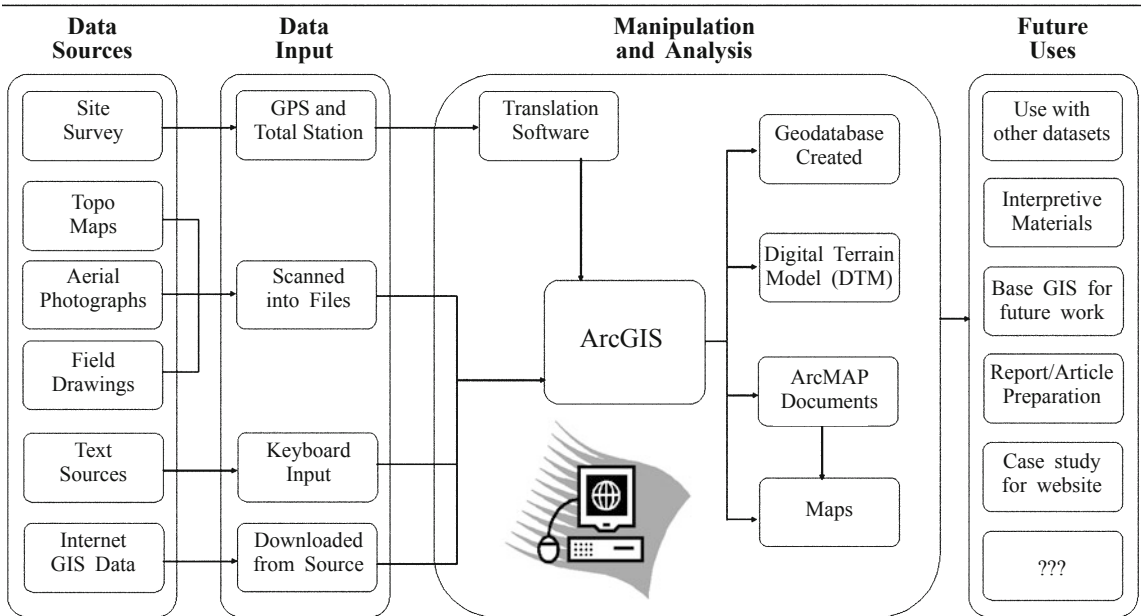 Data
Sources
Data
Input
Manipulation
and Analysis
Future
Uses
Site
Survey
Topo
Maps
Aerial
Photographs
Field
Drawings
Text
Sources
Internet
GIS Data
GPS and
Total Station
Scanned
into Files
Keyboard
Input
Downloaded
from Source
Translation
Software
ArcGIS
Geodatabase
Created
Digital Terrain
Model (DTM)
ArcMAP
Documents
Maps
Use with
other datasets
Interpretive
Materials
Base GIS for
future work
Report/Article
Preparation
Case study
for website
???